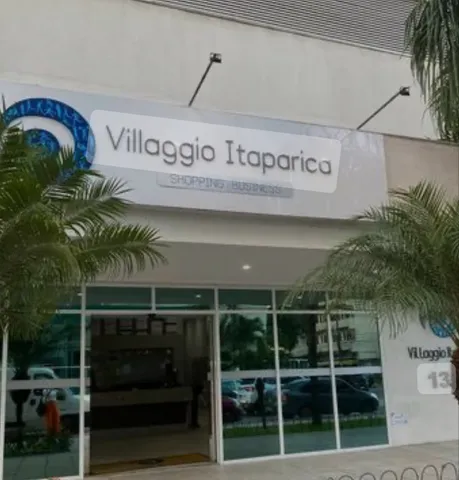 Villaggio Itaparica
SHOPPING BUSINESS
Villaggio
13